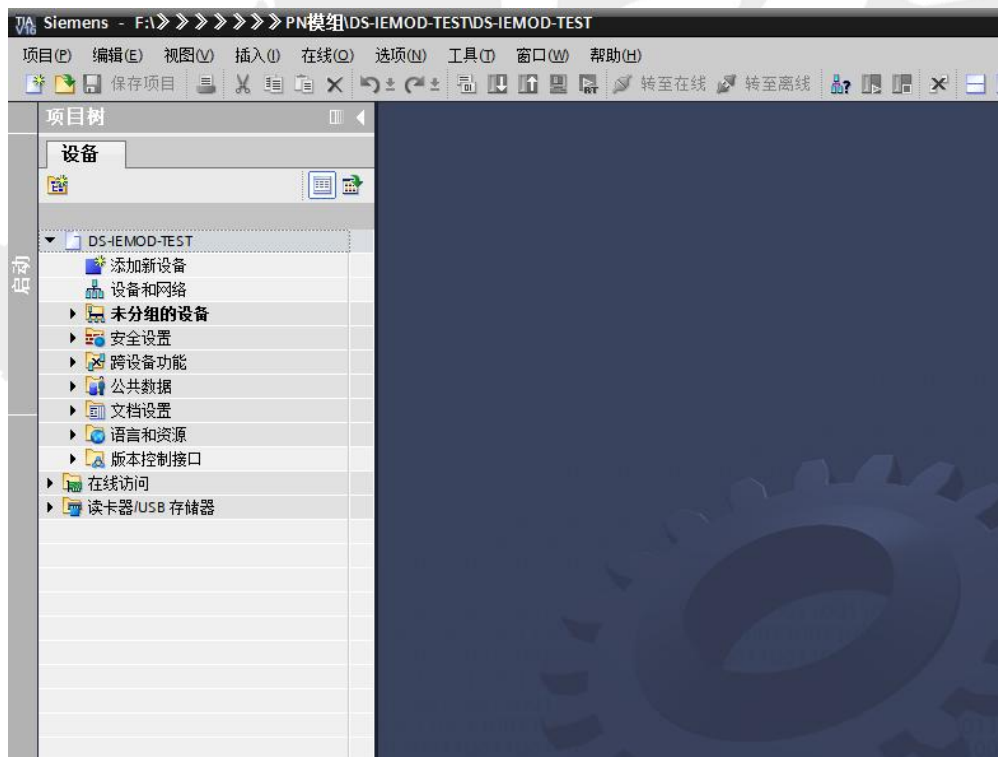 TIA V16 Siemens - F:\》》》》》》》PN模组\DS-IEMOD-TEST\DS-IEMOD-TEST
项目(P) 编辑(E) 视图(V) 插入(I) 在线(O) 选项(N) 工具(T) 窗口(W) 帮助(H)
保存项目 RT 转至在线 转至离线
项目树
设备
启动
DS-IEMOD-TEST
添加新设备
设备和网络
未分组的设备
安全设置
跨设备功能
公共数据
文档设置
语言和资源
版本控制接口
在线访问
读卡器/USB 存储器